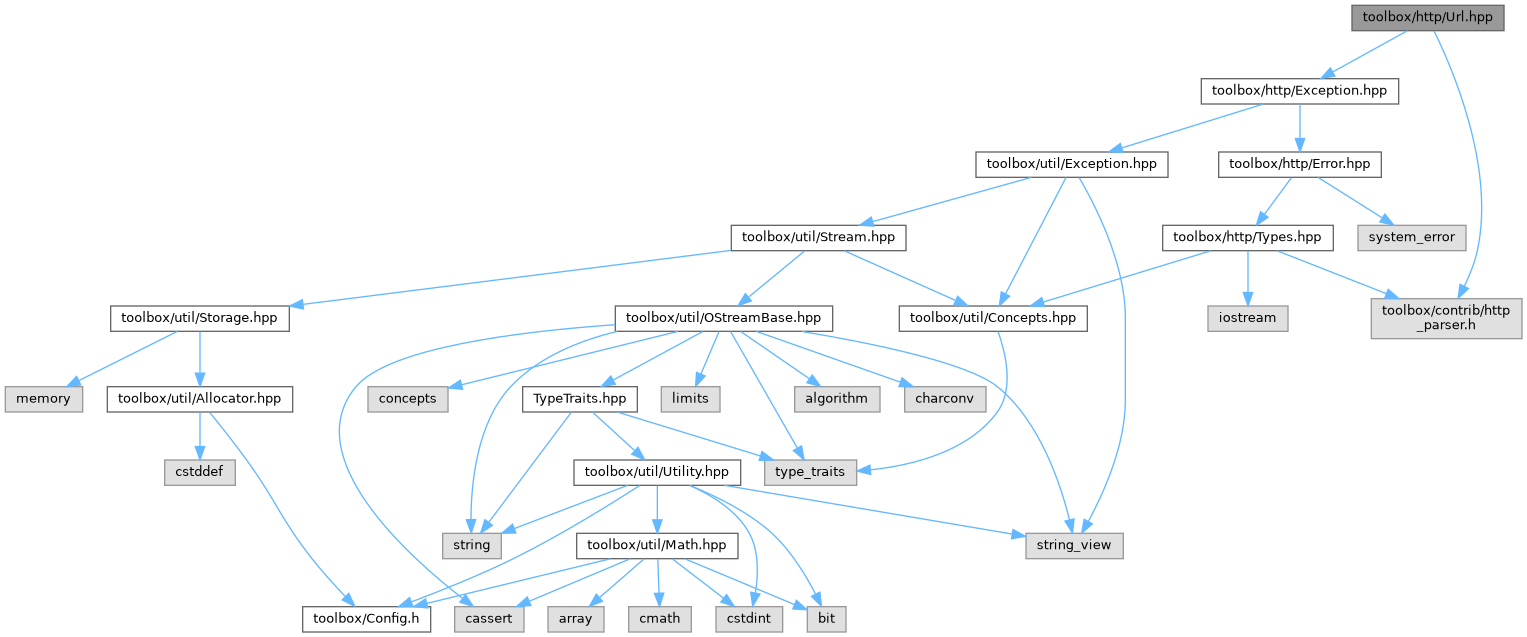 toolbox/http/Url.hpp
toolbox/http/Exception.hpp
toolbox/util/Exception.hpp
toolbox/http/Error.hpp
toolbox/util/Stream.hpp
toolbox/http/Types.hpp
system_error
toolbox/util/Storage.hpp
toolbox/util/OStreamBase.hpp
toolbox/util/Concepts.hpp
iostream
toolbox/contrib/http
_parser.h
memory
toolbox/util/Allocator.hpp
concepts
TypeTraits.hpp
limits
algorithm
charconv
cstddef
toolbox/util/Utility.hpp
type_traits
string
toolbox/util/Math.hpp
string_view
toolbox/Config.h
cassert
array
cmath
cstdint
bit